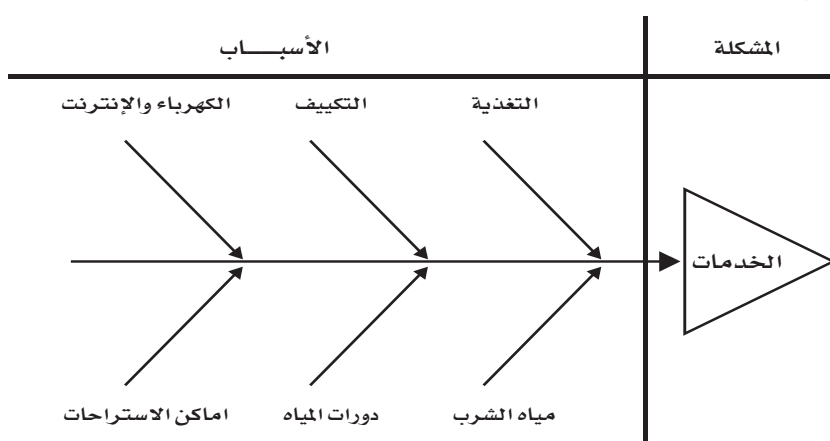 المشكلة
الأسبـــــاب
التغذية
التكييف
الكهرباء والإنترنت
الخدمات
مياه الشرب
دورات المياه
اماكن الاستراحات